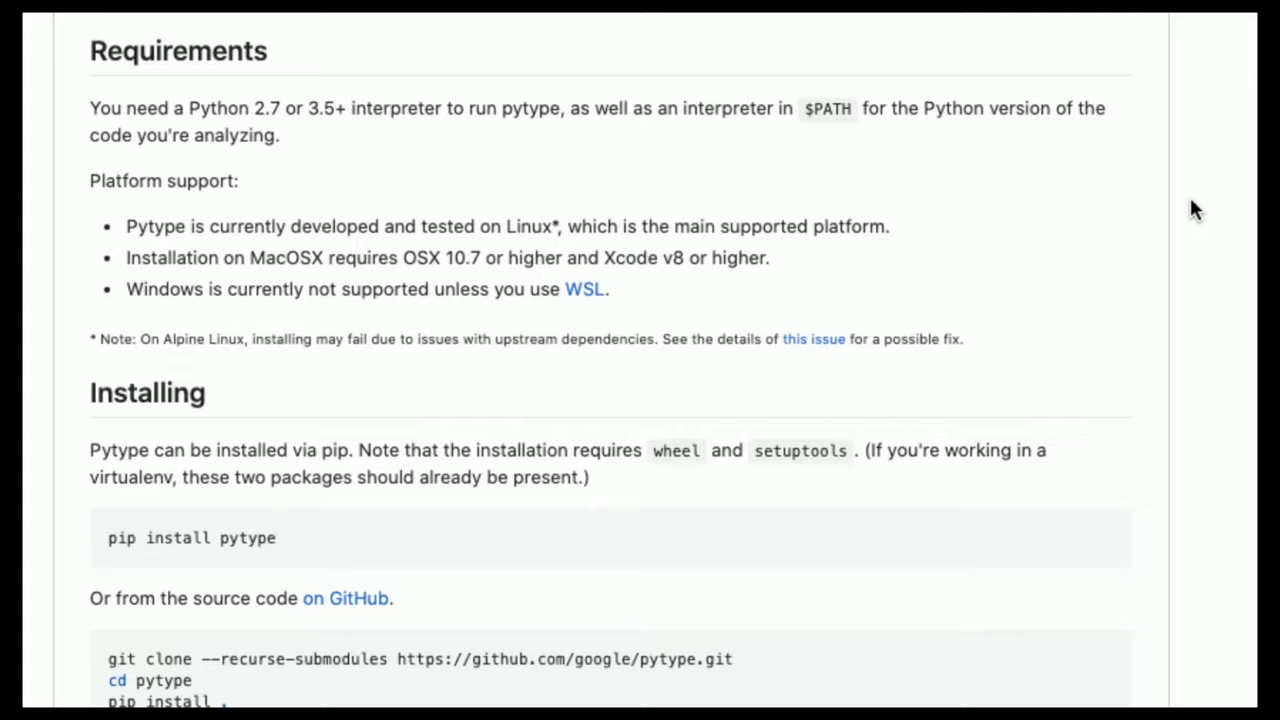 Requirements
You need a Python 2.7 or 3.5+ interpreter to run pytype, as well as an interpreter in $PATH for the Python version of the
code you're analyzing.
Platform support:
• Pytype is currently developed and tested on Linux*, which is the main supported platform.
• Installation on MacOSX requires OSX 10.7 or higher and Xcode v8 or higher.
• Windows is currently not supported unless you use WSL.
* Note: On Alpine Linux, installing may fail due to issues with upstream dependencies. See the details of this issue for a possible fix.
Installing
Pytype can be installed via pip. Note that the installation requires wheel and setuptools . (If you're working in a
virtualenv, these two packages should already be present.)
pip install pytype
Or from the source code on GitHub.
git clone --recurse-submodules https://github.com/google/pytype.git
cd pytype
pip install .